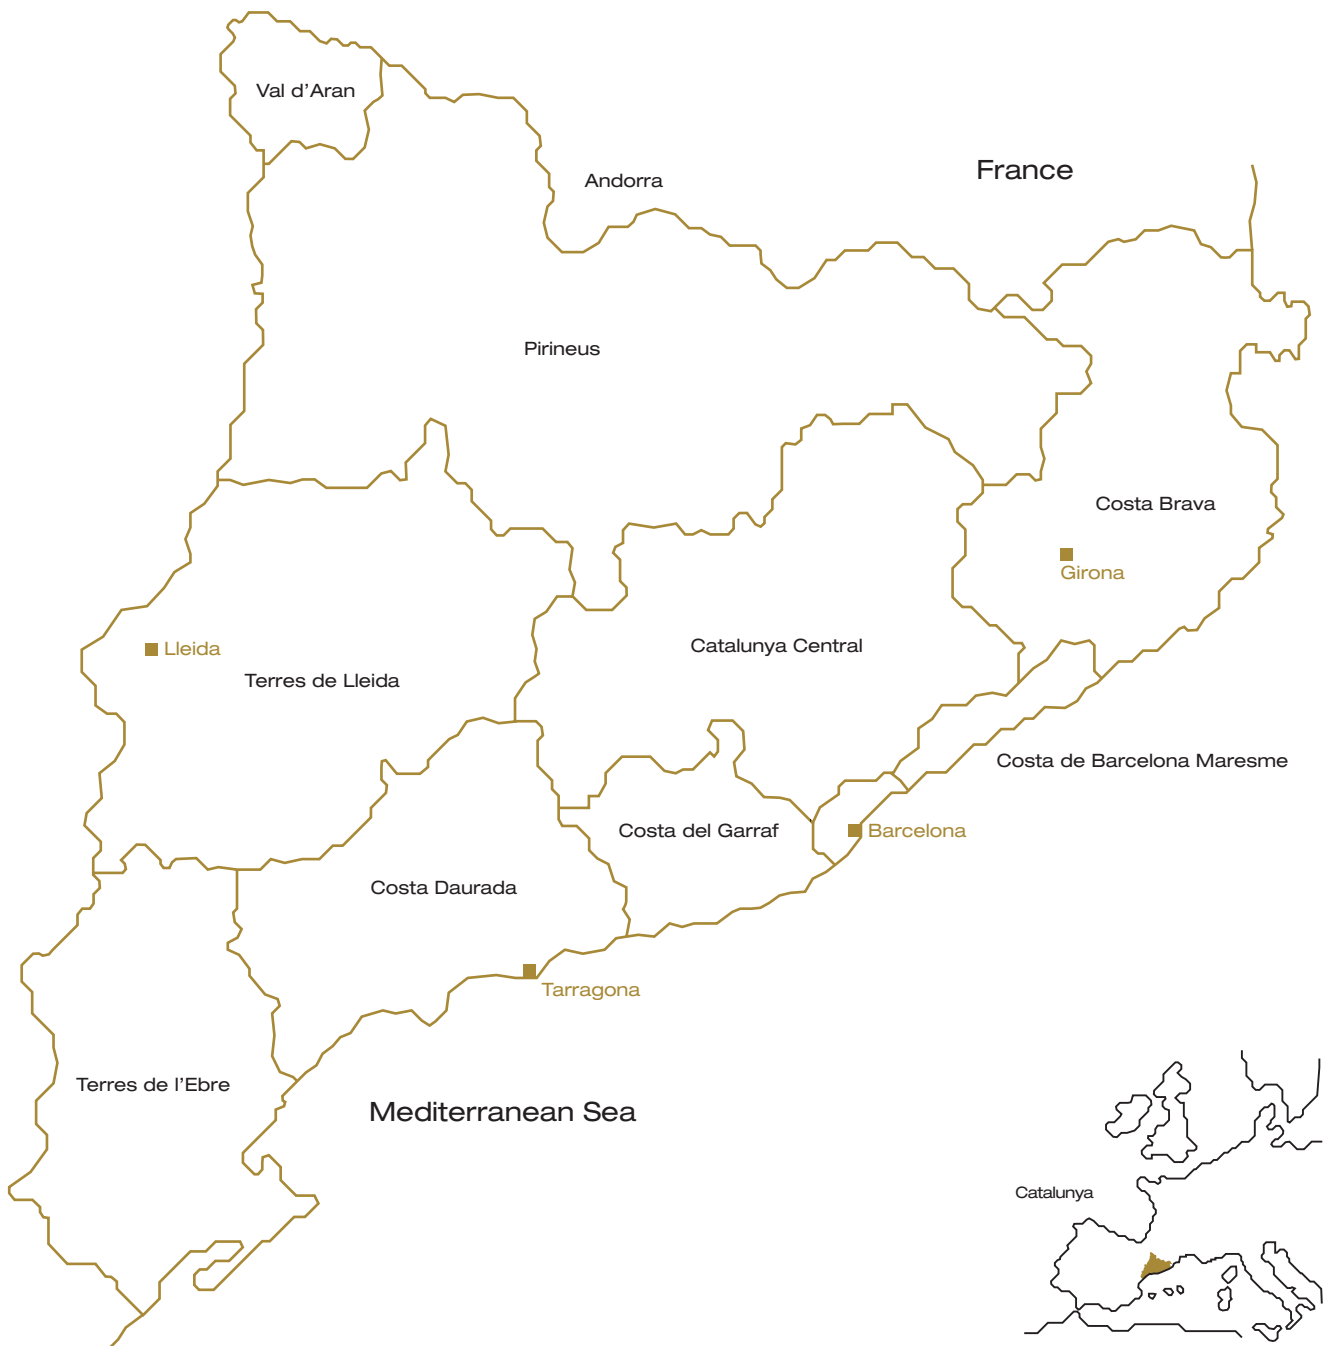 Val d’Aran
France
Andorra
Pirineus
Costa Brava
Girona
Lleida
Catalunya Central
Terres de Lleida
Costa de Barcelona Maresme
Costa del Garraf
Barcelona
Costa Daurada
Tarragona
Terres de l’Ebre
Mediterranean Sea
Catalunya